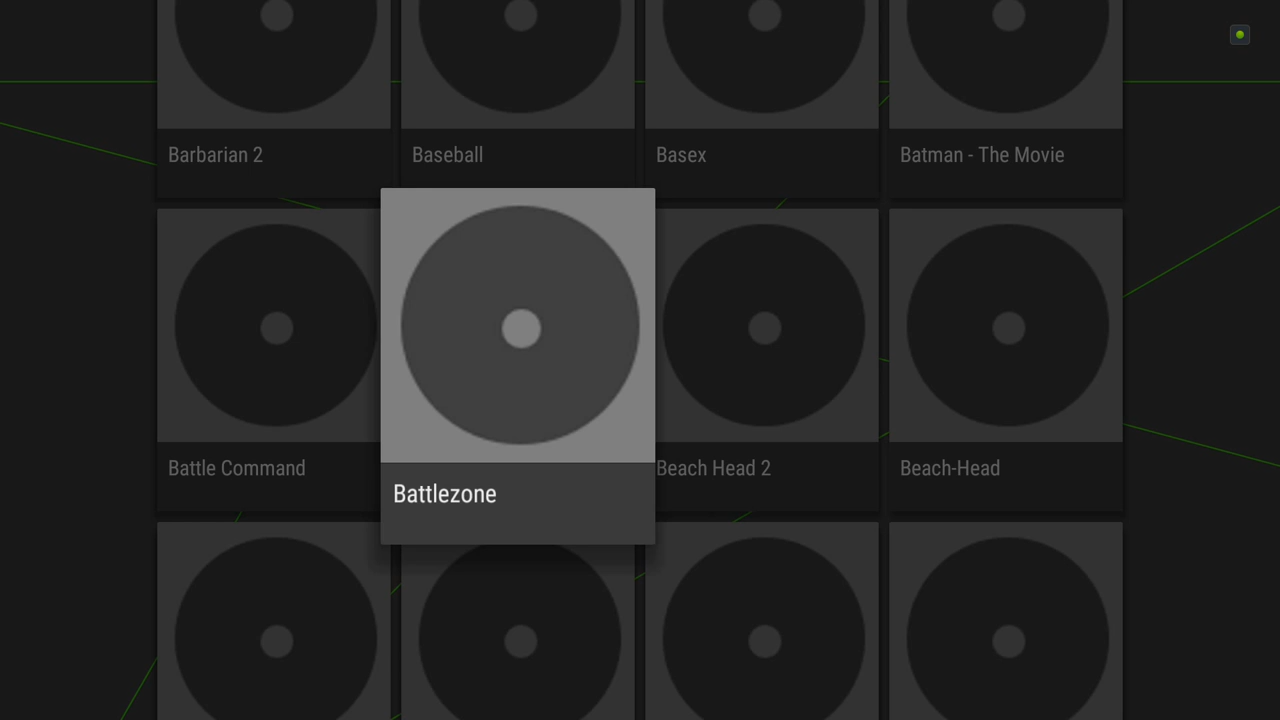 Barbarian 2
Baseball
Basex
Batman - The Movie
Battle Command
Battlezone
Beach Head 2
Beach-Head